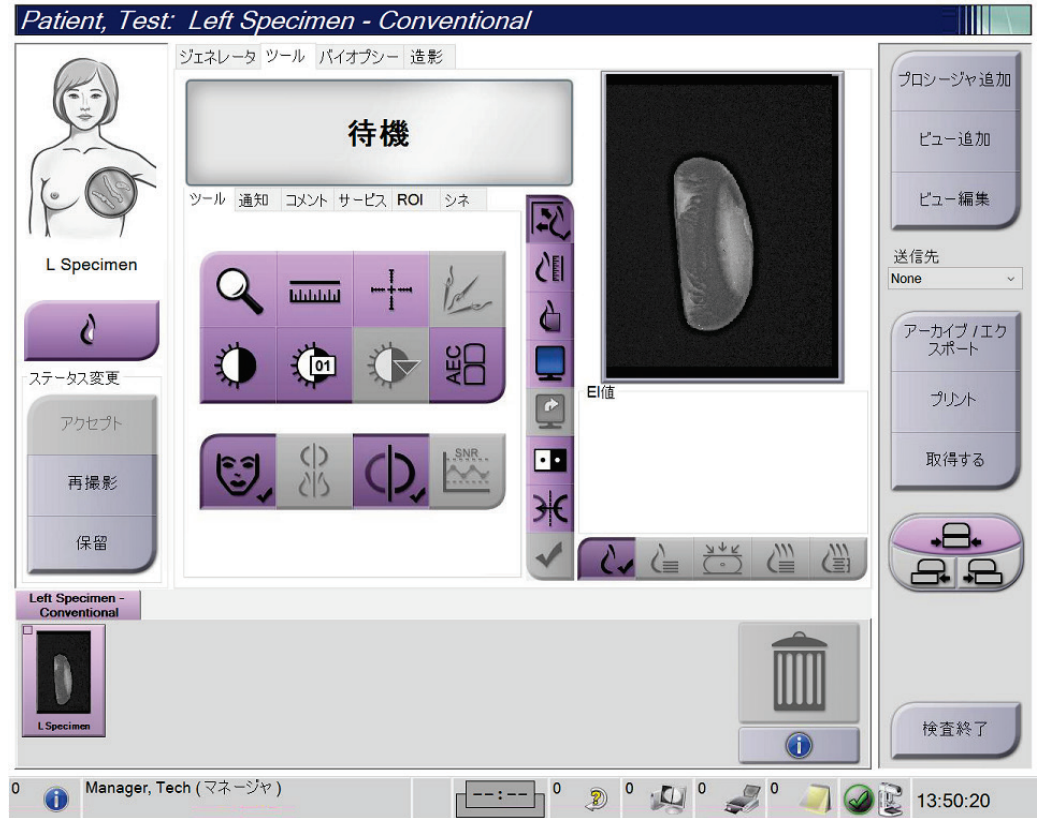 Patient, Test: Left Specimen - Conventional
ジェネレータ ツール バイオプシー 造影
待機
ツール 通知 コメント サービス ROI シネ
01
AEC
SNR
L Specimen
ステータス変更
アクセプト
再撮影
保留
EI値
プロシージャ追加
ビュー追加
ビュー編集
送信先
None
アーカイブ / エク
スポート
プリント
取得する
検査終了
Left Specimen -
Conventional
L Specimen
0 Manager, Tech ( マネージャ ) --:-- 0 0 0 0 13:50:20